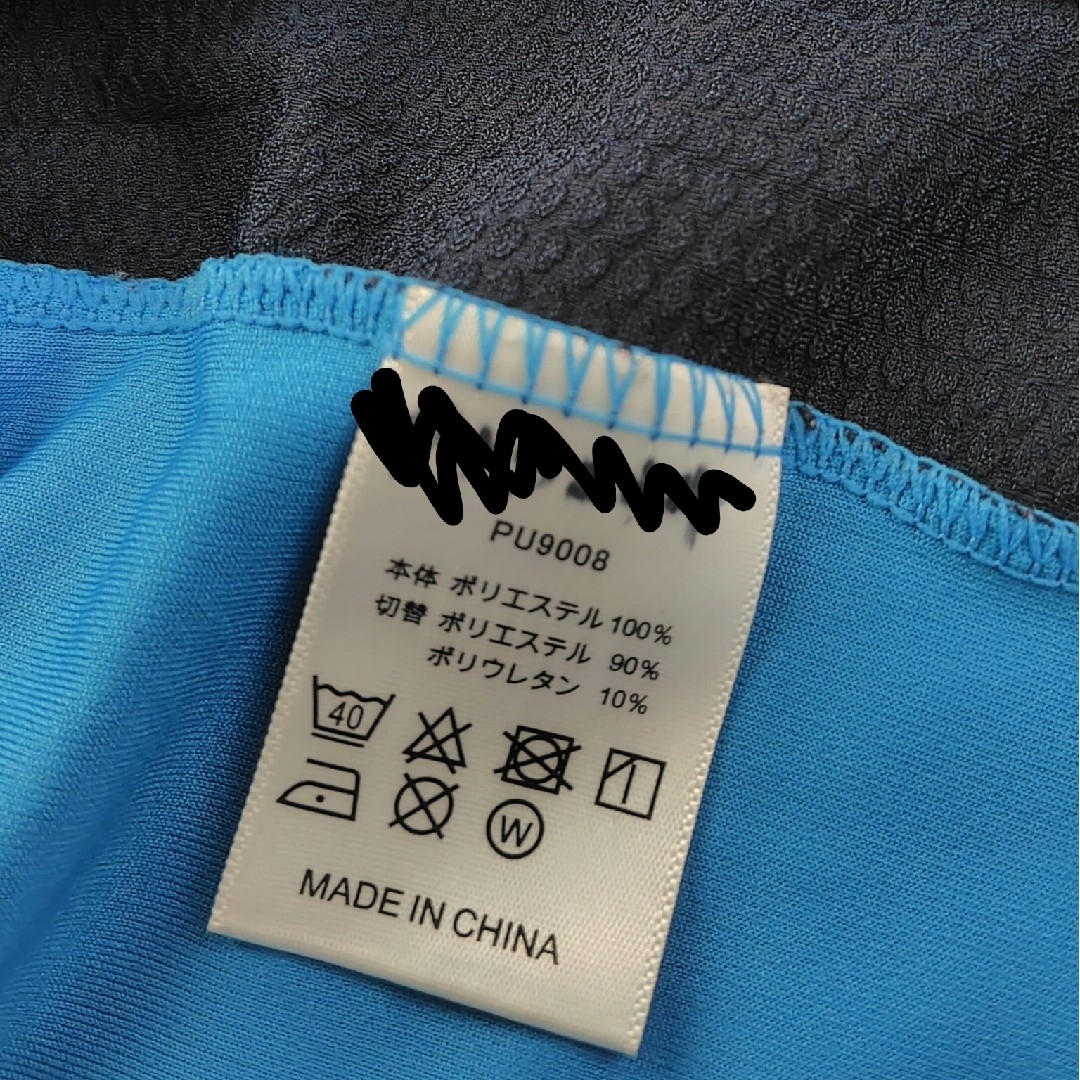 PU9008
本体 ポリエステル 100%
切替 ポリエステル 90%
ポリウレタン 10%
40
W
MADE IN CHINA